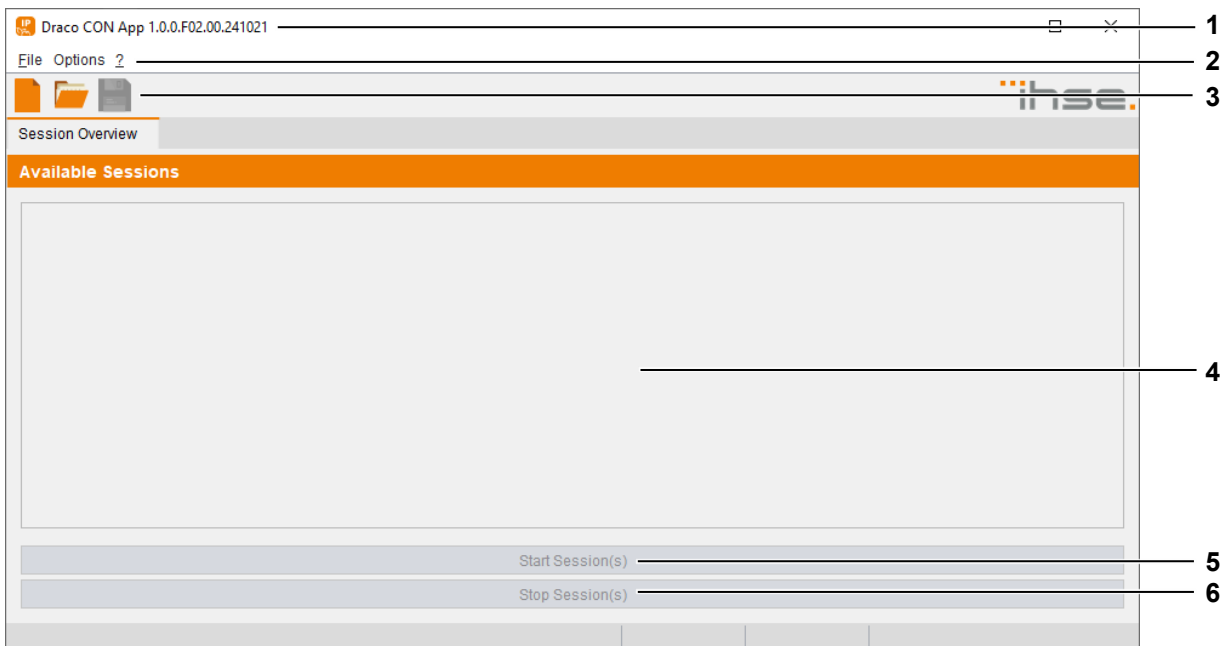 IP
Draco CON App 1.0.0.F02.00.241021
1
File Options ?
2
3
ihse.
Session Overview
Available Sessions
4
Start Session(s)
5
Stop Session(s)
6